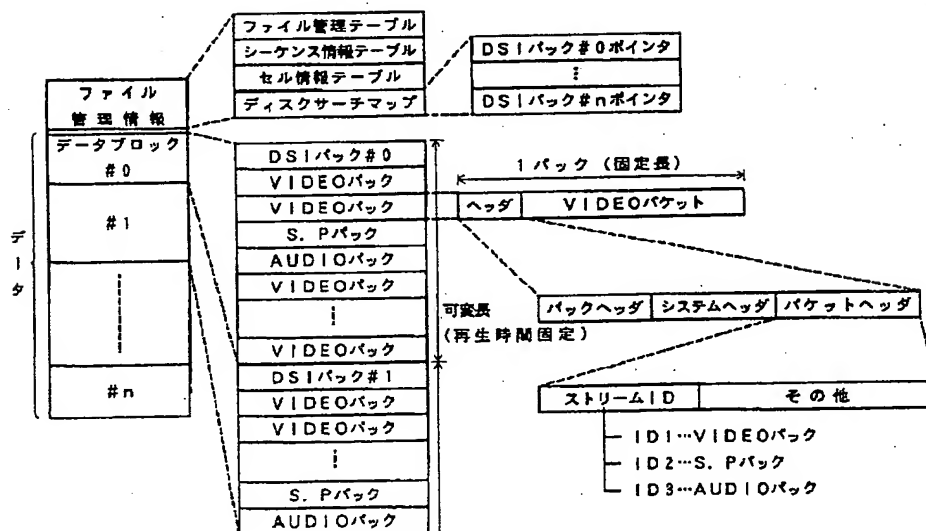 ファイル
管理情報
データブロック
#0
#1
#n
データ
ファイル管理テーブル
シーケンス情報テーブル
セル情報テーブル
ディスクサーチマップ
DSIパック#0ポインタ
DSIパック#nポインタ
DSIパック#0
VIDEOパック
VIDEOパック
S. Pパック
AUDIOパック
VIDEOパック
VIDEOパック
DSIパック#1
VIDEOパック
VIDEOパック
S. Pパック
AUDIOパック
可変長
(再生時間固定)
1パック (固定長)
ヘッダ
VIDEOパケット
パックヘッダ
システムヘッダ
パケットヘッダ
ストリームID
その他
ID1…VIDEOパック
ID2…S. Pパック
ID3…AUDIOパック